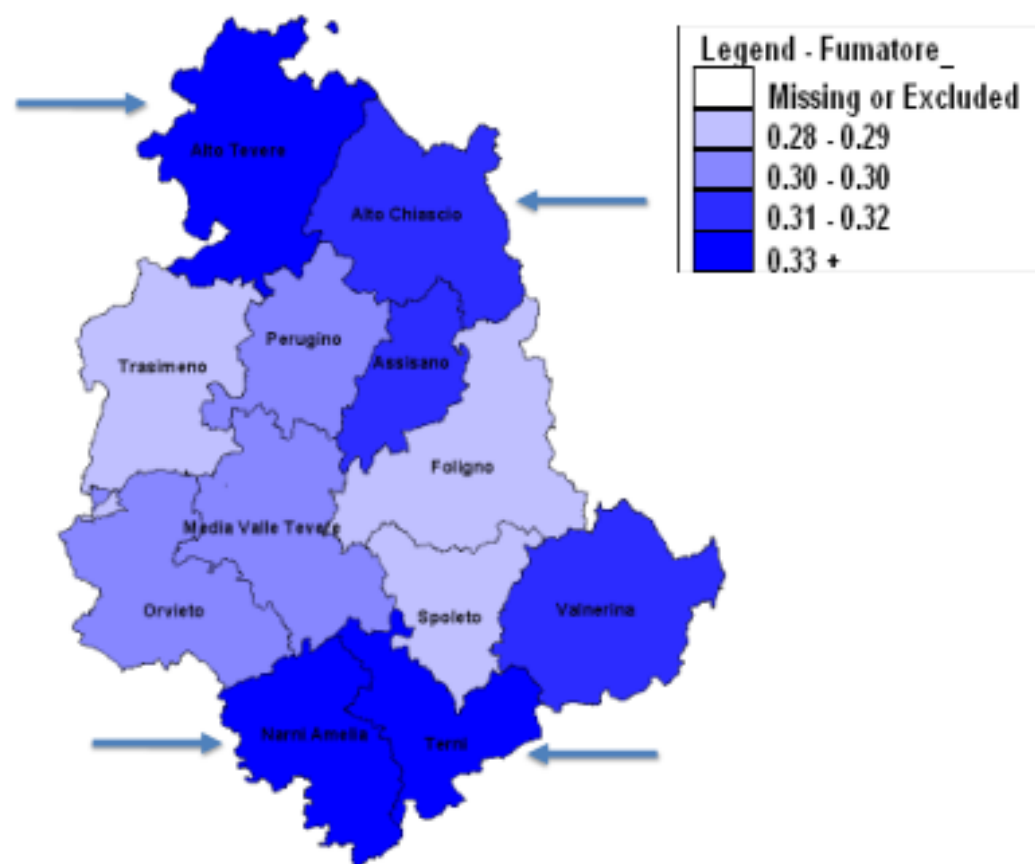 Legend - Fumatore_
Missing or Excluded
0.28 - 0.29
0.30 - 0.30
0.31 - 0.32
0.33 +
Alto Tevere
Alto Chiascio
Perugino
Trasimeno
Assisano
Foligno
Media Valle Tevere
Orvieto
Spoleto
Valnerina
Narni Amelia
Terni